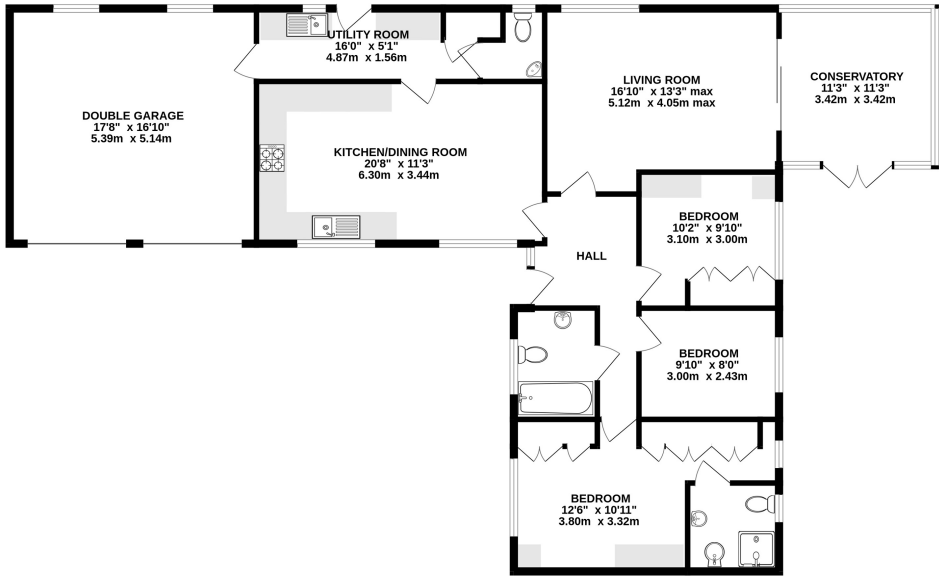 UTILITY ROOM
16'0" x 5'1"
4.87m x 1.56m
LIVING ROOM
16'10" x 13'3" max
5.12m x 4.05m max
CONSERVATORY
11'3" x 11'3"
3.42m x 3.42m
DOUBLE GARAGE
17'8" x 16'10"
5.39m x 5.14m
KITCHEN/DINING ROOM
20'8" x 11'3"
6.30m x 3.44m
BEDROOM
10'2" x 9'10"
3.10m x 3.00m
HALL
BEDROOM
9'10" x 8'0"
3.00m x 2.43m
BEDROOM
12'6" x 10'11"
3.80m x 3.32m